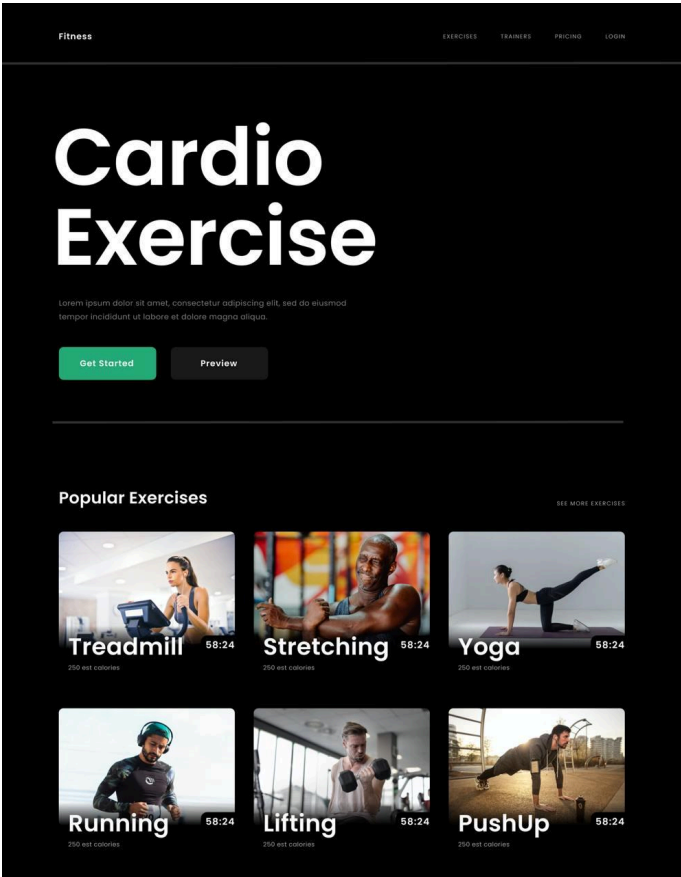 Fitness
EXERCISES TRAINERS PRICING LOGIN
Cardio
Exercise
Lorem ipsum dolor sit amet, consectetur adipiscing elit, sed do eiusmod
tempor incididunt ut labore et dolore magna aliqua.
Get Started Preview
Popular Exercises
SEE MORE EXERCISES
Treadmill 58:24
250 est calories
Stretching 58:24
250 est calories
Yoga 58:24
250 est calories
Running 58:24
250 est calories
Lifting 58:24
250 est calories
PushUp 58:24
250 est calories